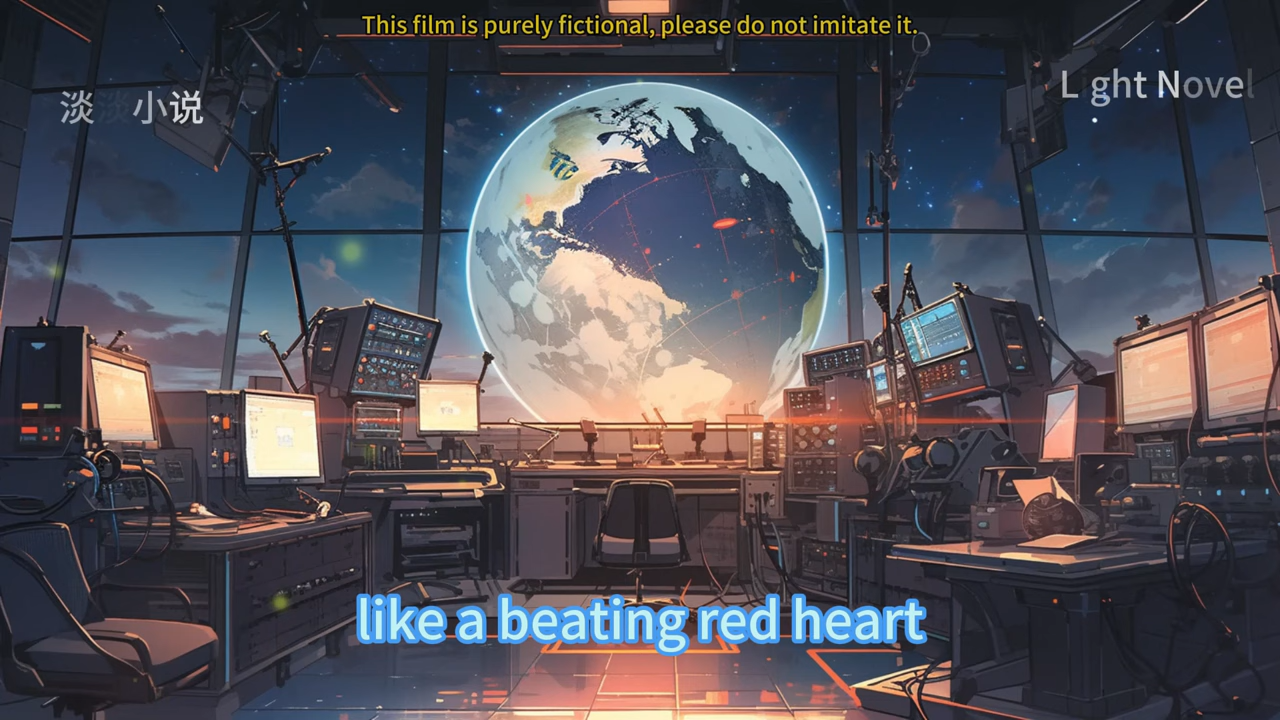 This film is purely fictional, please do not imitate it.
淡淡小说
Light Novel
like a beating red heart